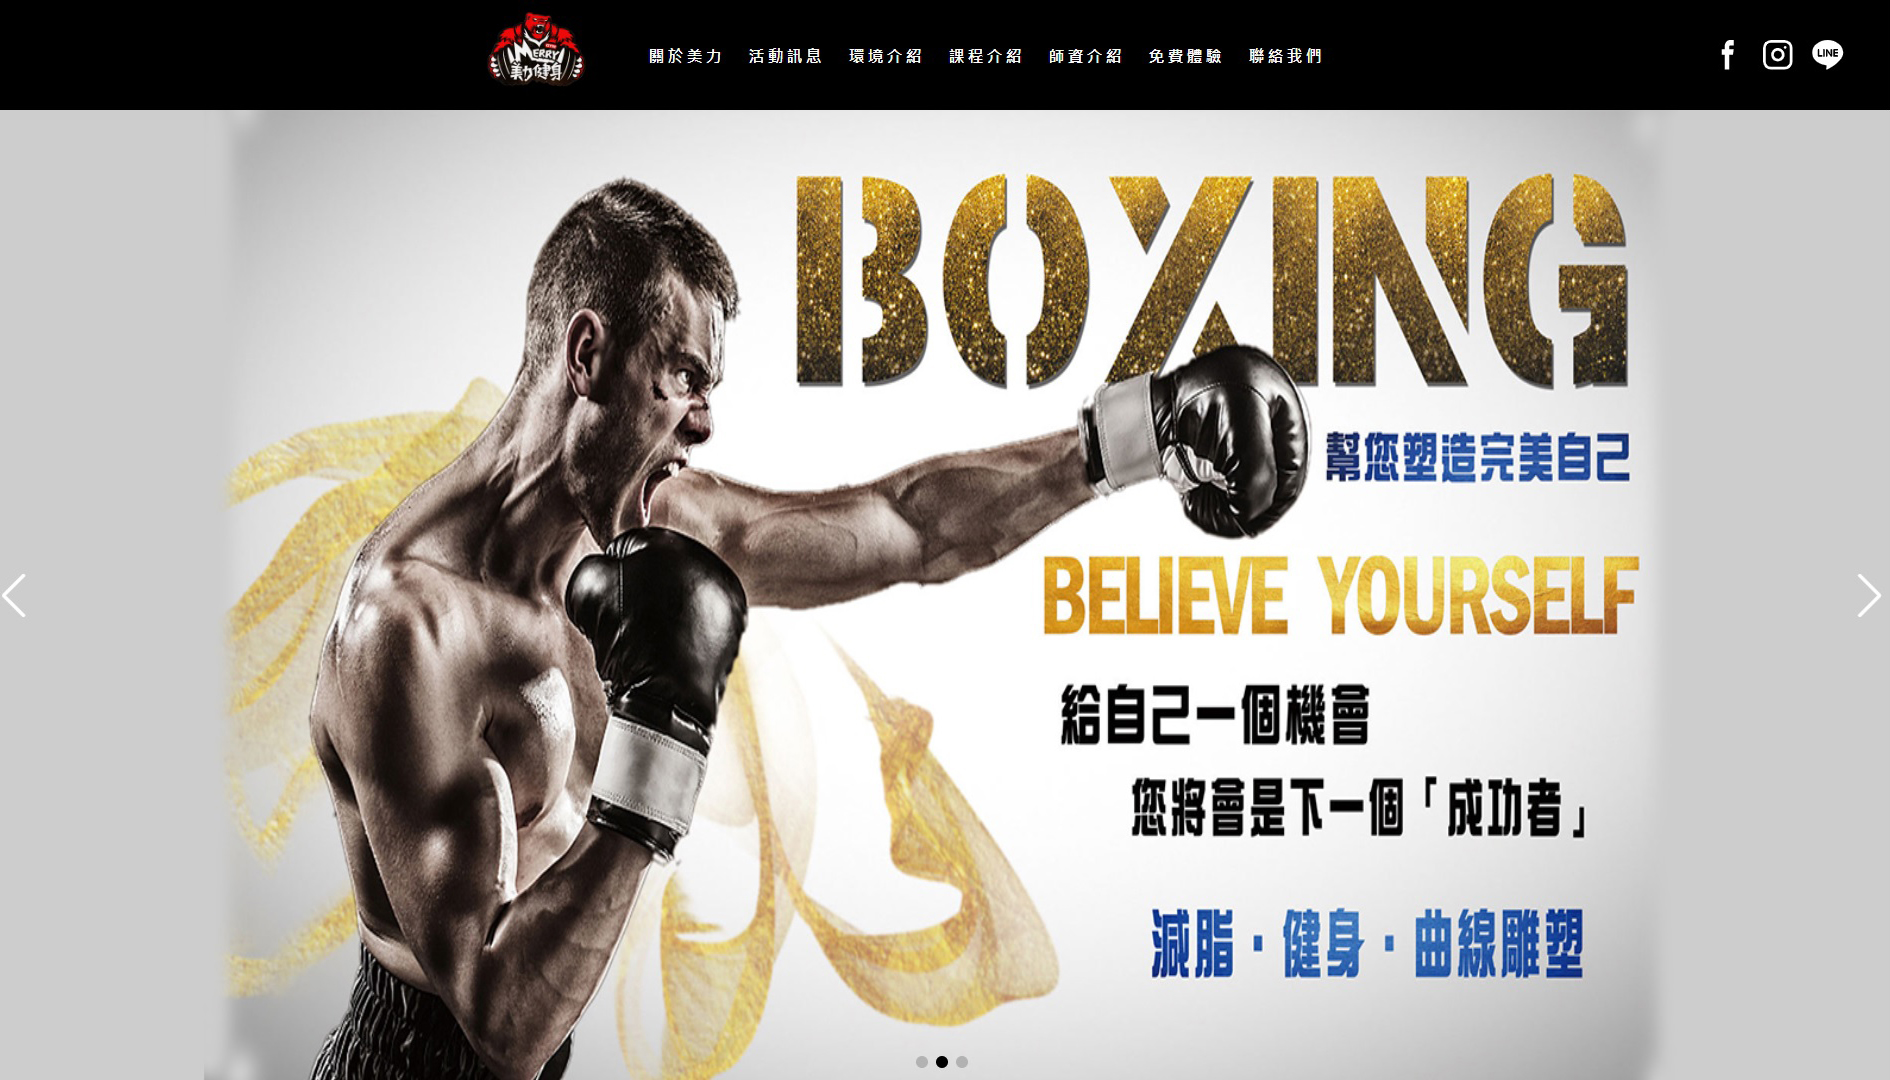 MERRY
美力健身
關於美力 活動訊息 環境介紹 課程介紹 師資介紹 免費體驗 聯絡我們
LINE
BOXING
幫您塑造完美自己
BELIEVE YOURSELF
給自己一個機會
您將會是下一個「成功者」
減脂·健身·曲線雕塑